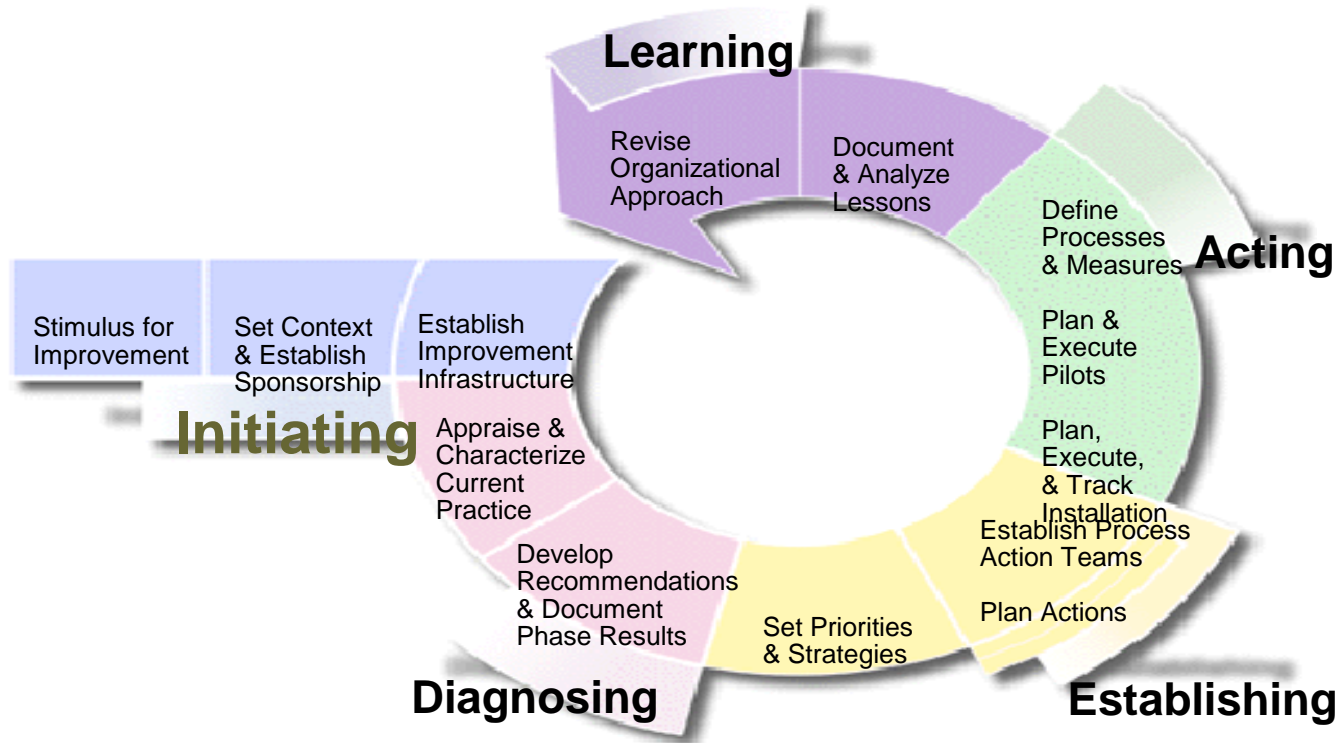 Learning
Revise
Organizational
Approach
Document
& Analyze
Lessons
Define
Processes
& Measures
Acting
Plan &
Execute
Pilots
Plan,
Execute,
& Track
Installation
Stimulus for
Improvement
Set Context
& Establish
Sponsorship
Establish
Improvement
Infrastructure
Initiating
Appraise &
Characterize
Current
Practice
Develop
Recommendations
& Document
Phase Results
Diagnosing
Set Priorities
& Strategies
Establish Process
Action Teams
Plan Actions
Establishing